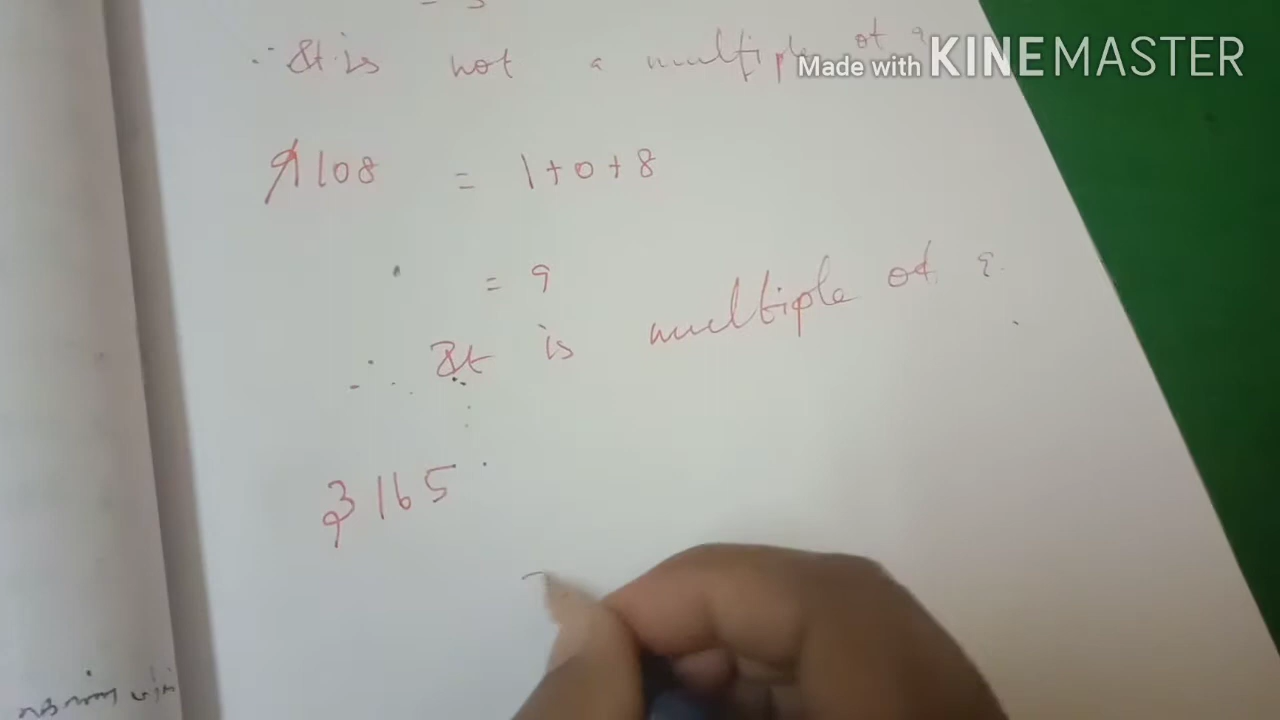 ∴ It is not a multiple of 9
Made with KINEMASTER
108 = 1+0+8
= 9
∴ It is multiple of 9.
3165